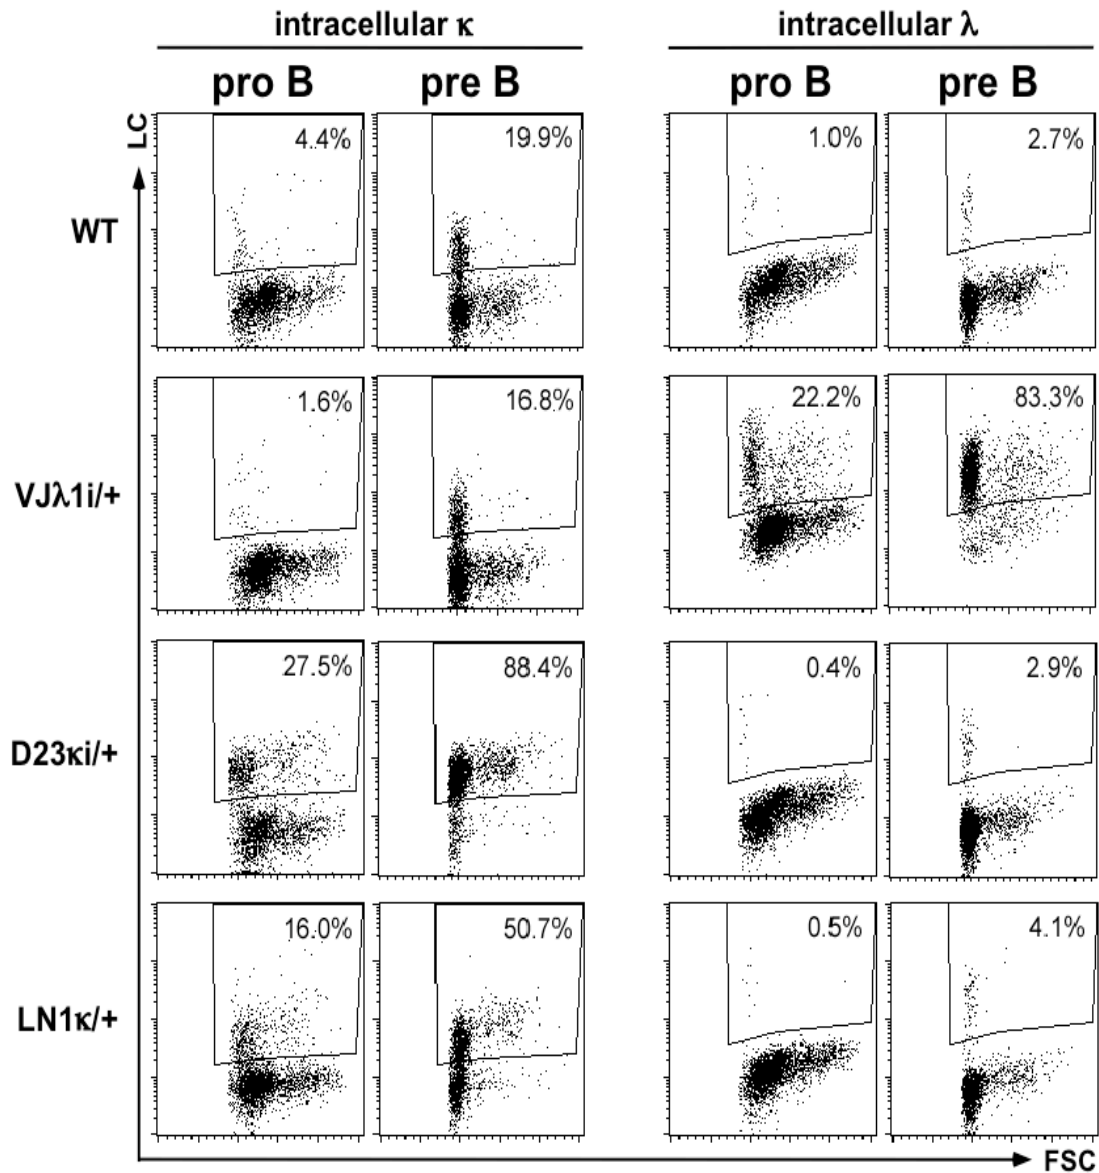 intracellular κ intracellular λ
pro B pre B pro B pre B
LC
WT 4.4% 19.9% 1.0% 2.7%
VJλ1i/+ 1.6% 16.8% 22.2% 83.3%
D23κi/+ 27.5% 88.4% 0.4% 2.9%
LN1κ/+ 16.0% 50.7% 0.5% 4.1%
FSC